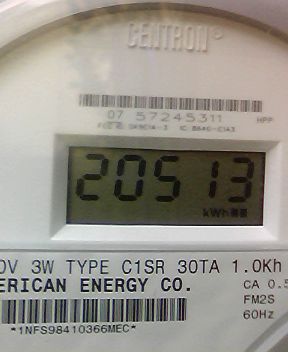 CENTRON®
07 57245311 HPP
20513
kWh
0V 3W TYPE C1SR 30TA 1.0Kh
ERICAN ENERGY CO. CA 0.5
FM2S
*1NFS98410366MEC* 60Hz